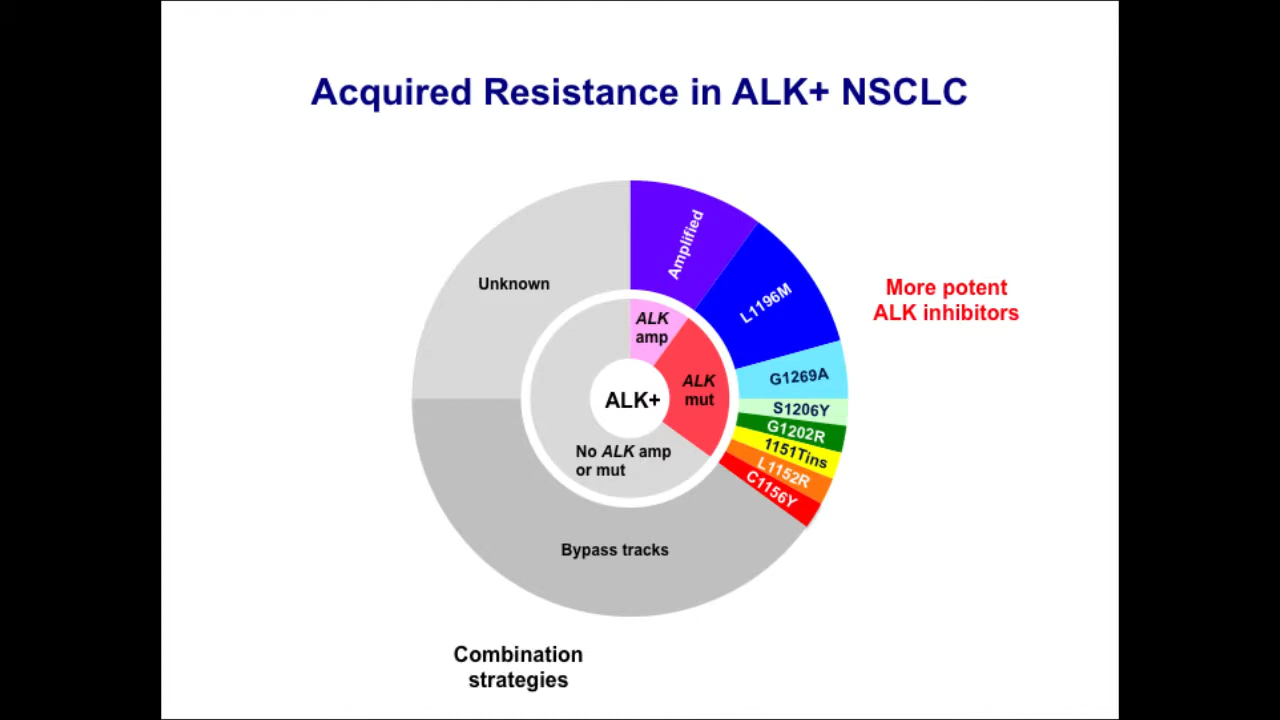 Acquired Resistance in ALK+ NSCLC
Unknown
Amplified
L1196M
G1269A
S1206Y
G1202R
1151Tins
L1152R
C1156Y
More potent
ALK inhibitors
ALK
amp
ALK
mut
ALK+
No ALK amp
or mut
Bypass tracks
Combination
strategies